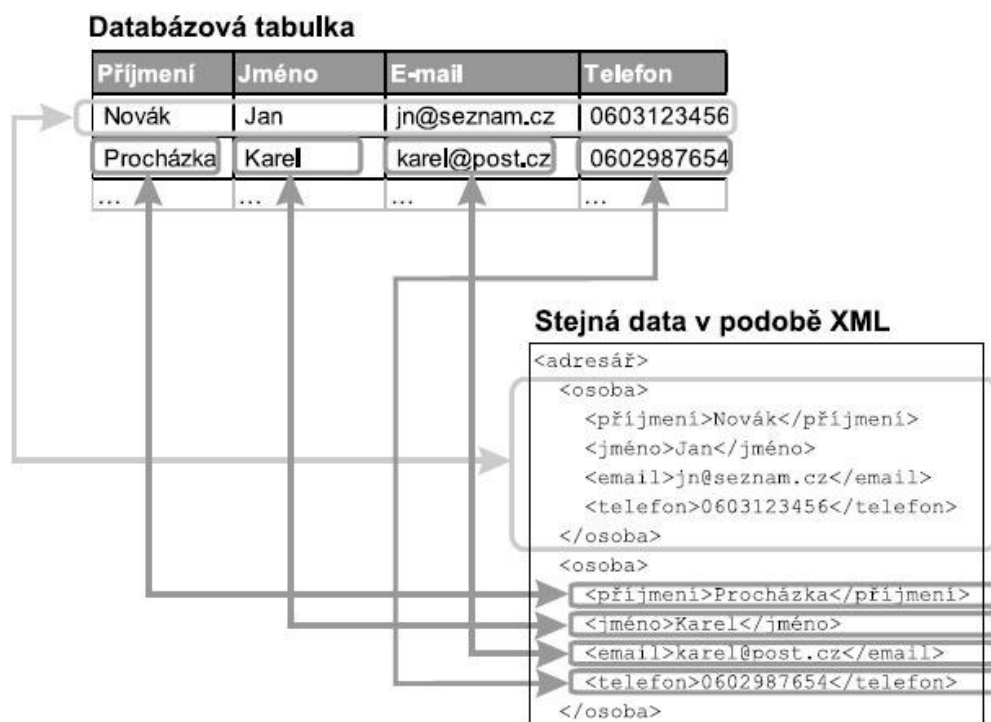 Databázová tabulka
Příjmení Jméno E-mail Telefon
Novák Jan jn@seznam.cz 0603123456
Procházka Karel karel@post.cz 0602987654
... ... ... ...
Stejná data v podobě XML
<adresář>
<osoba>
<příjmení>Novák</příjmení>
<jméno>Jan</jméno>
<email>jn@seznam.cz</email>
<telefon>0603123456</telefon>
</osoba>
<osoba>
<příjmení>Procházka</příjmení>
<jméno>Karel</jméno>
<email>karel@post.cz</email>
<telefon>0602987654</telefon>
</osoba>